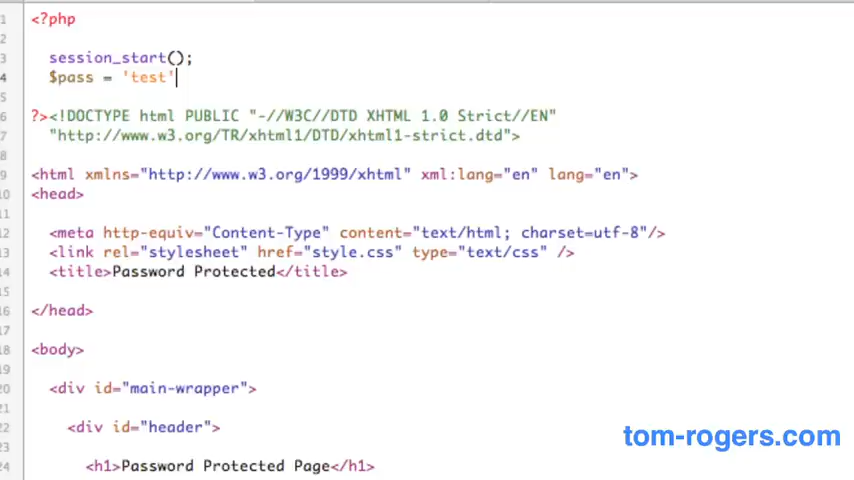 1 <?php
2
3 session_start();
4 $pass = 'test'
5
6 ?><!DOCTYPE html PUBLIC "-//W3C//DTD XHTML 1.0 Strict//EN"
7 "http://www.w3.org/TR/xhtml1/DTD/xhtml1-strict.dtd">
8
9 <html xmlns="http://www.w3.org/1999/xhtml" xml:lang="en" lang="en">
10 <head>
11
12 <meta http-equiv="Content-Type" content="text/html; charset=utf-8"/>
13 <link rel="stylesheet" href="style.css" type="text/css" />
14 <title>Password Protected</title>
15
16 </head>
17
18 <body>
19
20 <div id="main-wrapper">
21
22 <div id="header">
23
24 <h1>Password Protected Page</h1>
tom-rogers.com